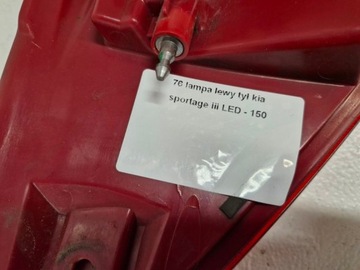 76 lampa lewy tył kia
sportage iii LED - 150